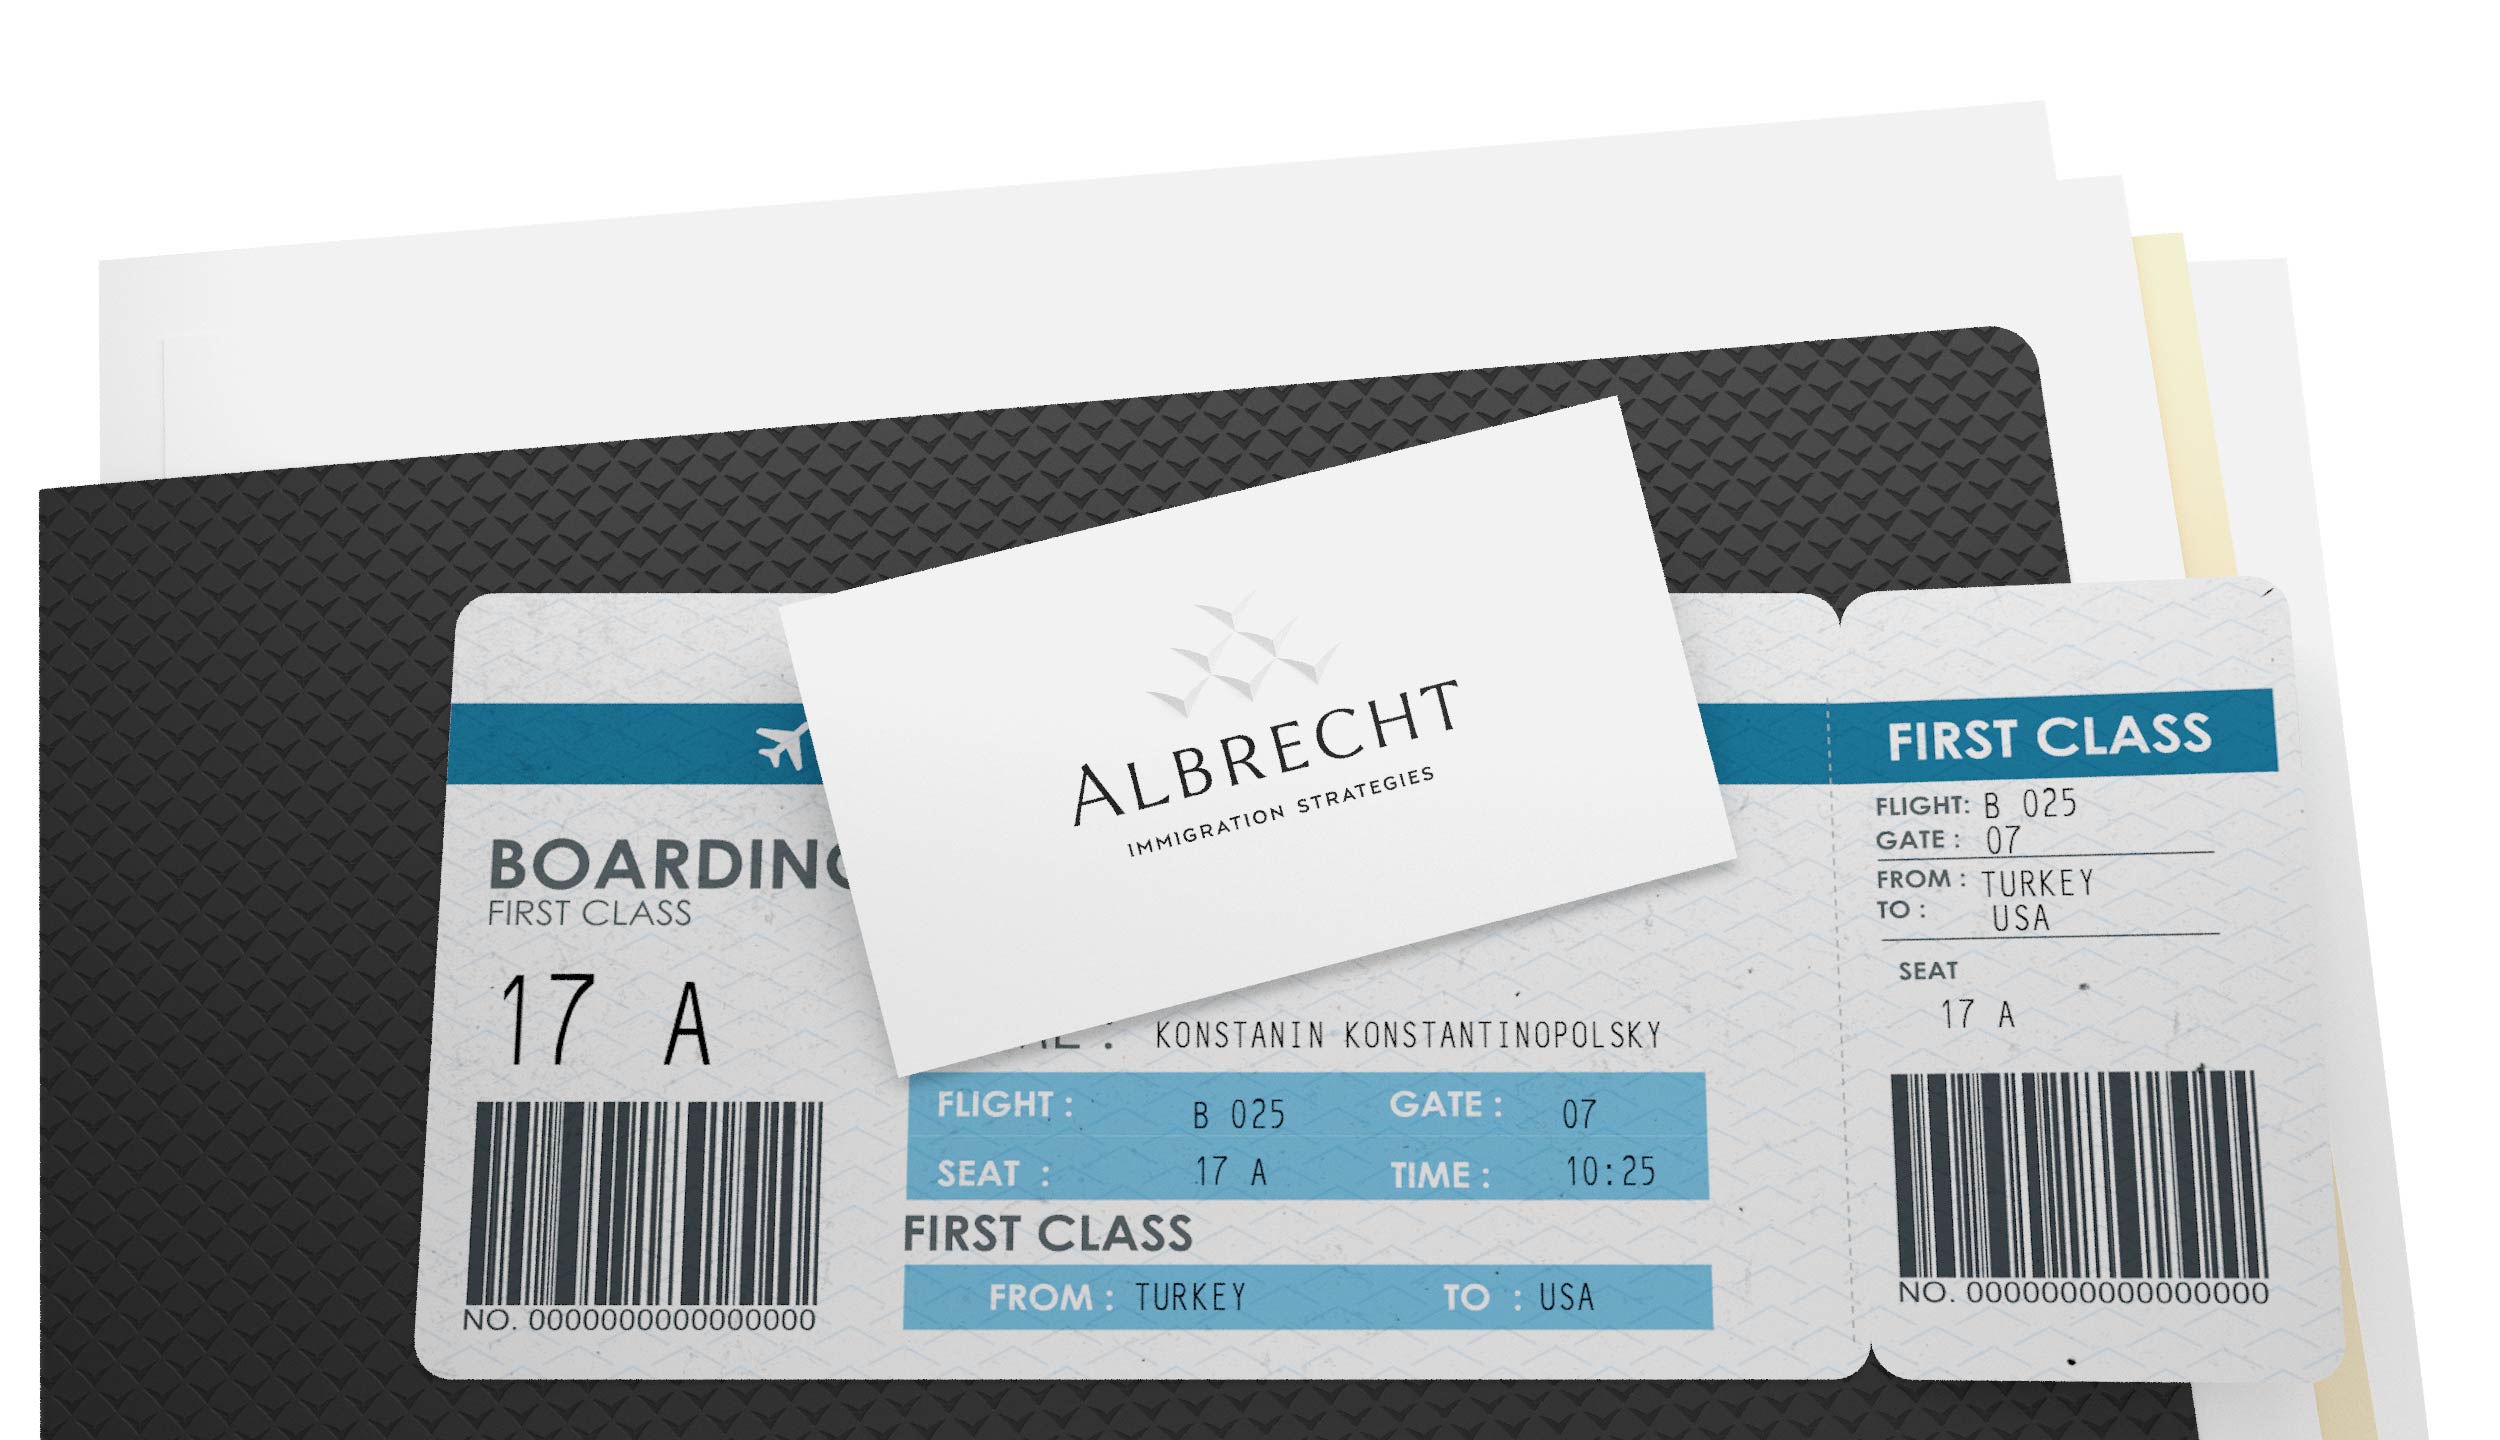 ALBRECHT
IMMIGRATION STRATEGIES
BOARDING
FIRST CLASS
17 A
NO. 0000000000000000
KONSTANIN KONSTANTINOPOLSKY
FLIGHT : B 025 GATE : 07
SEAT : 17 A TIME : 10:25
FIRST CLASS
FROM : TURKEY TO : USA
FIRST CLASS
FLIGHT: B 025
GATE : 07
FROM : TURKEY
TO : USA
SEAT
17 A
NO. 0000000000000000